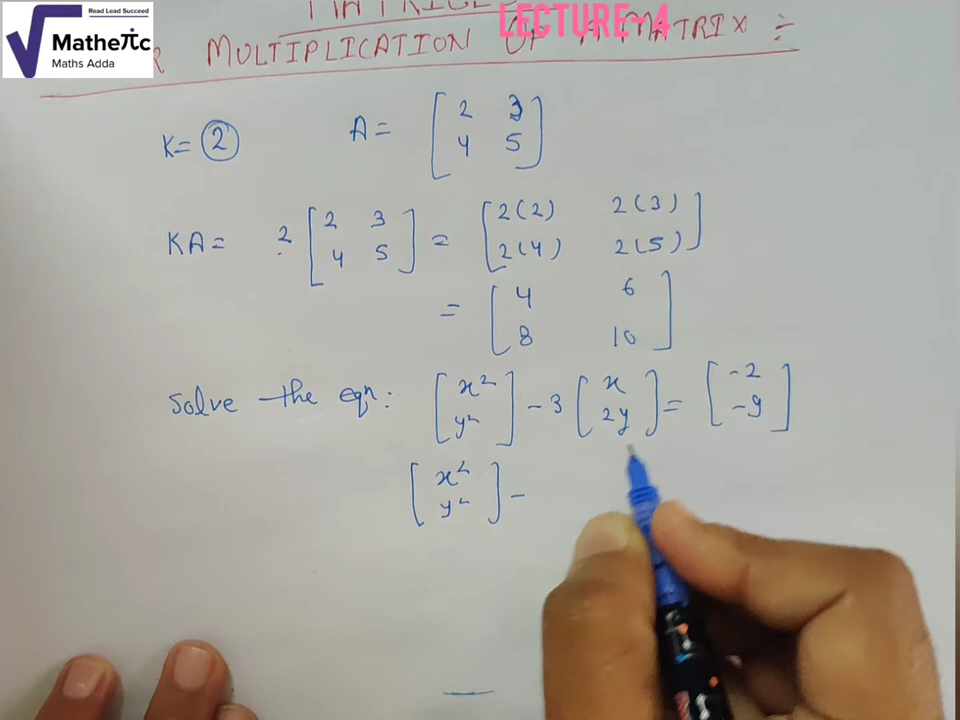 Read Lead Succeed
Matheπc
Maths Adda
LECTURE-4
MULTIPLICATION OF A MATRIX :-
K= 2 A= [2 3
4 5]
KA= 2 [2 3
4 5] = [2(2) 2(3)
2(4) 2(5)]
= [4 6
8 10]
Solve the eqn: [x²
y²] - 3 [x
2y] = [-2
-9]
[x²
y²] -